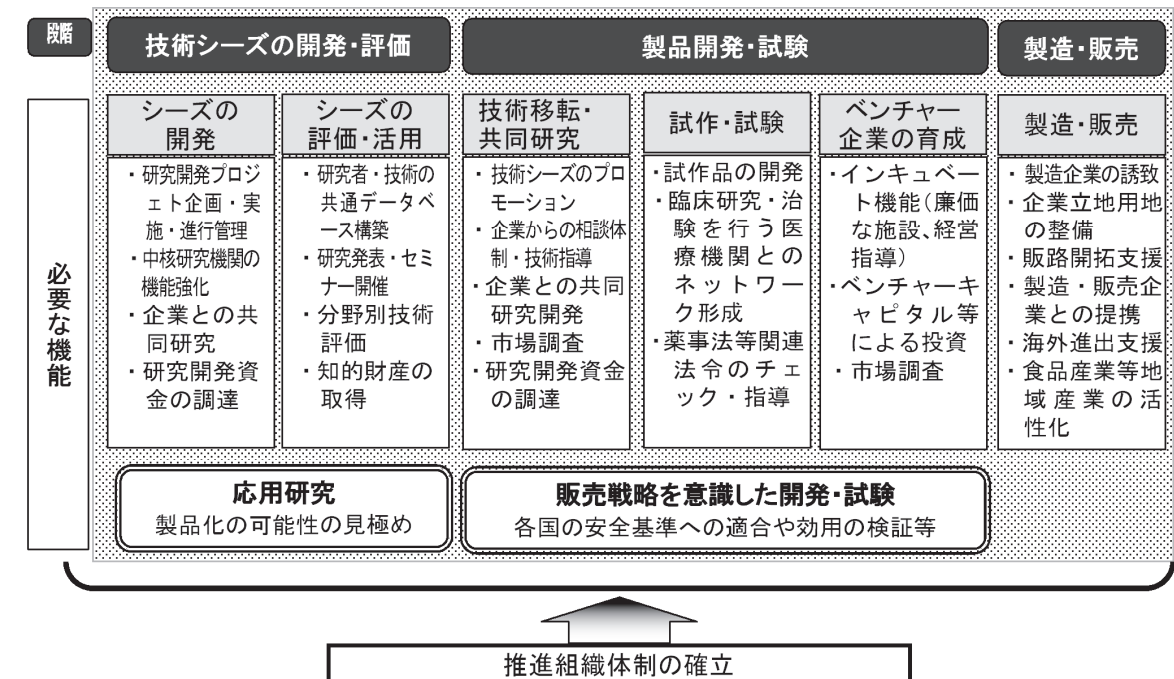 段階
技術シーズの開発・評価
製品開発・試験
製造・販売
必要な機能
シーズの
開発
・研究開発プロジ
ェト企画・実
施・進行管理
・中核研究機関の
機能強化
・企業との共
同研究
・研究開発資
金の調達
シーズの
評価・活用
・研究者・技術の
共通データベ
ース構築
・研究発表・セミ
ナー開催
・分野別技術
評価
・知的財産の
取得
技術移転・
共同研究
・技術シーズのプロ
モーション
・企業からの相談体
制・技術指導
・企業との共同
研究開発
・市場調査
・研究開発資金
の調達
試作・試験
・試作品の開発
・臨床研究・治
験を行う医
療機関との
ネットワー
ク形成
・薬事法等関連
法令のチェ
ック・指導
ベンチャー
企業の育成
・インキュベー
ト機能(廉価
な施設、経営
指導)
・ベンチャーキ
ャピタル等
による投資
・市場調査
製造・販売
・製造企業の誘致
・企業立地用地
の整備
・販路開拓支援
・製造・販売企
業との提携
・海外進出支援
・食品産業等地
域産業の活
性化
応用研究
製品化の可能性の見極め
販売戦略を意識した開発・試験
各国の安全基準への適合や効用の検証等
推進組織体制の確立